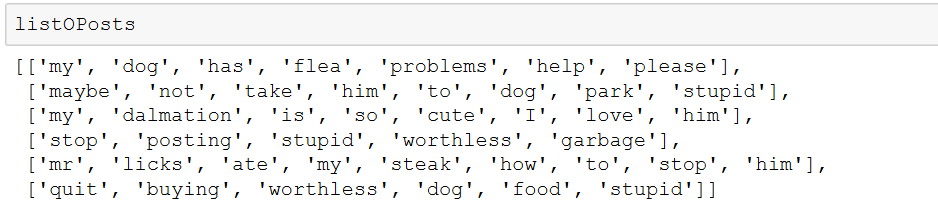 listOPosts
[['my', 'dog', 'has', 'flea', 'problems', 'help', 'please'],
['maybe', 'not', 'take', 'him', 'to', 'dog', 'park', 'stupid'],
['my', 'dalmation', 'is', 'so', 'cute', 'I', 'love', 'him'],
['stop', 'posting', 'stupid', 'worthless', 'garbage'],
['mr', 'licks', 'ate', 'my', 'steak', 'how', 'to', 'stop', 'him'],
['quit', 'buying', 'worthless', 'dog', 'food', 'stupid']]